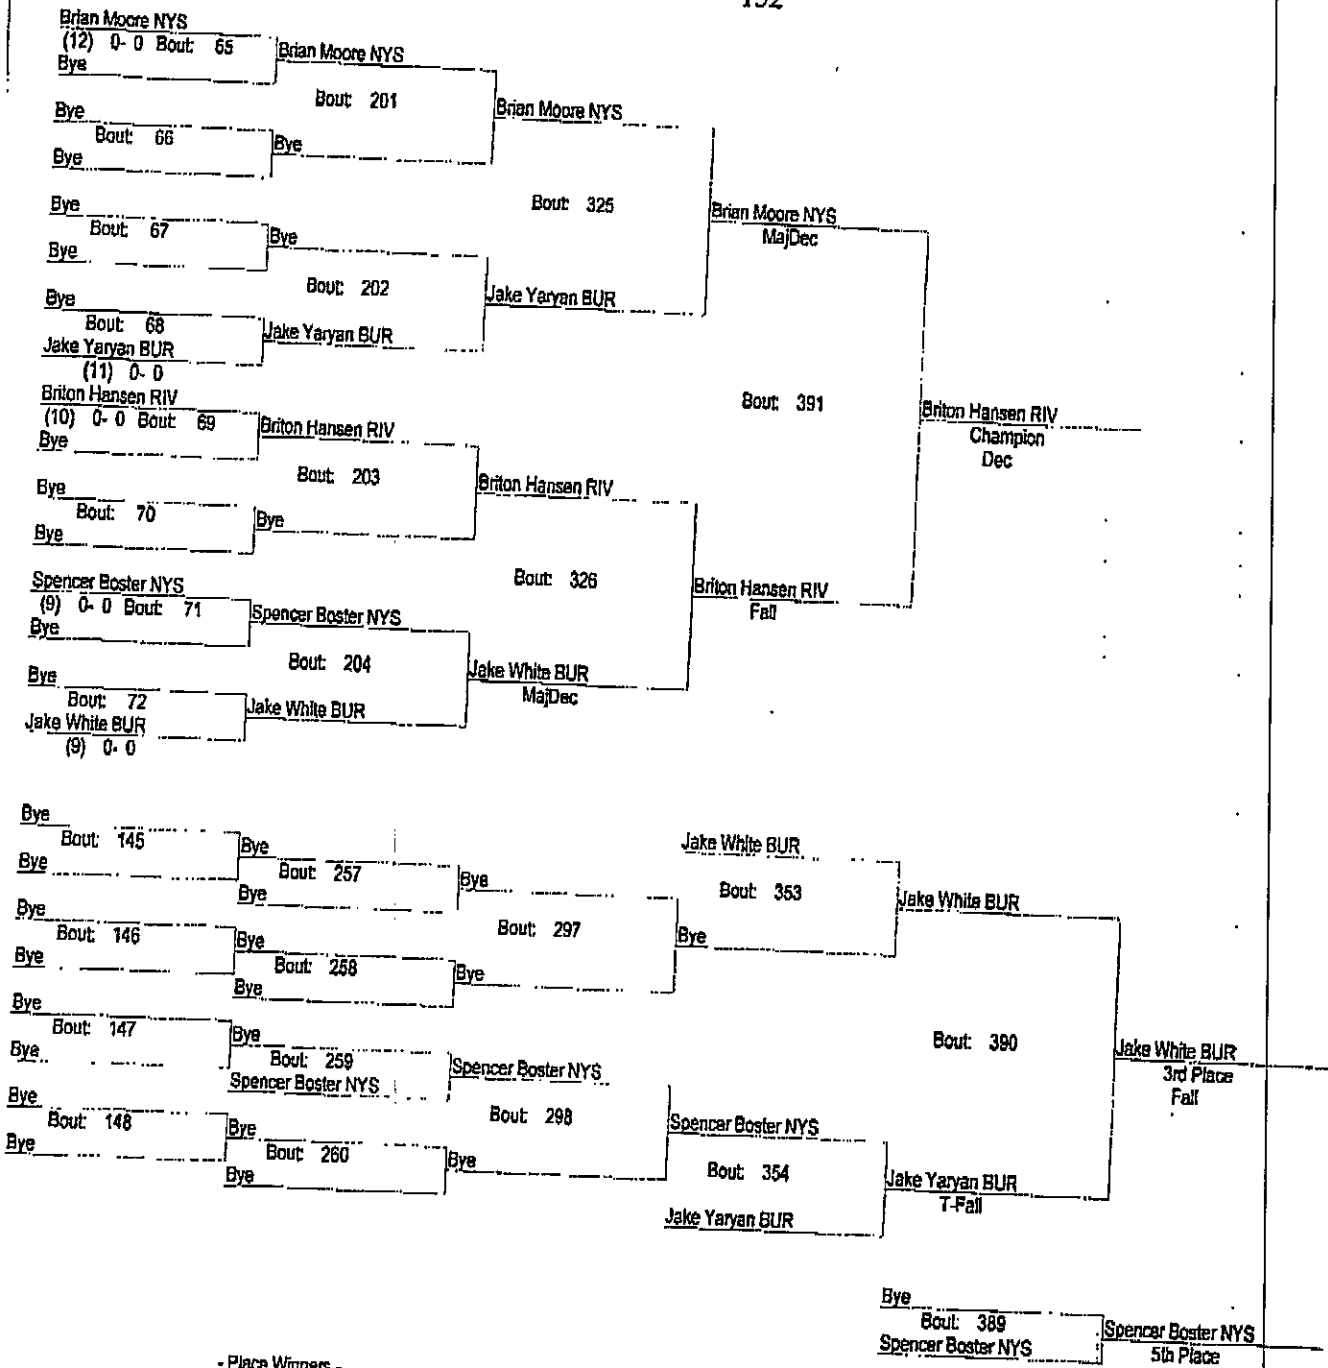 Brian Moore NYS
(12) 0- 0 Bout: 65
Bye
Brian Moore NYS
Bout: 201
Bye
Bout: 66
Bye
Bye
Brian Moore NYS
Bout: 325
Bye
Bout: 67
Bye
Bye
Bout: 202
Bye
Bout: 68
Jake Yaryan BUR
(11) 0- 0
Jake Yaryan BUR
Jake Yaryan BUR
Brian Moore NYS
MajDec
Bout: 391
Briton Hansen RIV
(10) 0- 0 Bout: 69
Bye
Briton Hansen RIV
Bout: 203
Bye
Bout: 70
Bye
Bye
Briton Hansen RIV
Bout: 326
Spencer Boster NYS
(9) 0- 0 Bout: 71
Bye
Spencer Boster NYS
Bout: 204
Bye
Bout: 72
Jake White BUR
(9) 0- 0
Jake White BUR
Jake White BUR
MajDec
Briton Hansen RIV
Fall
Briton Hansen RIV
Champion
Dec
Bye
Bout: 145
Bye
Bye
Bout: 257
Bye
Bye
Bout: 146
Bye
Bye
Bout: 258
Bye
Bye
Bout: 297
Bye
Bye
Jake White BUR
Bout: 353
Jake White BUR
Bye
Bout: 147
Bye
Bye
Bout: 259
Spencer Boster NYS
Spencer Boster NYS
Bout: 298
Bye
Bout: 148
Bye
Bye
Bout: 260
Bye
Bye
Spencer Boster NYS
Bout: 354
Jake Yaryan BUR
Jake Yaryan BUR
T-Fall
Bout: 390
Jake White BUR
3rd Place
Fall
Bye
Bout: 389
Spencer Boster NYS
Spencer Boster NYS
5th Place
- Place Winners -